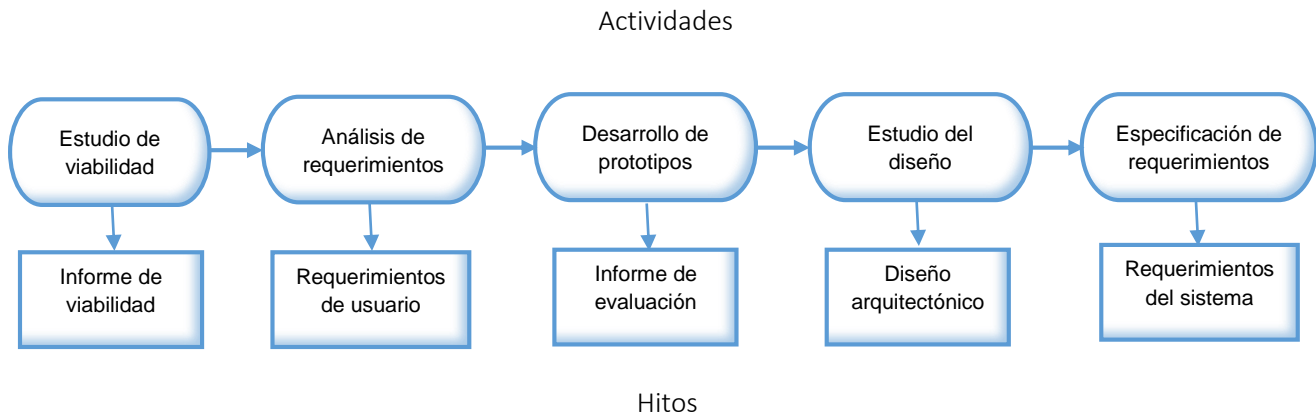 Actividades
Estudio de
viabilidad
Análisis de
requerimientos
Desarrollo de
prototipos
Estudio del
diseño
Especificación de
requerimientos
Informe de
viabilidad
Requerimientos
de usuario
Informe de
evaluación
Diseño
arquitectónico
Requerimientos
del sistema
Hitos